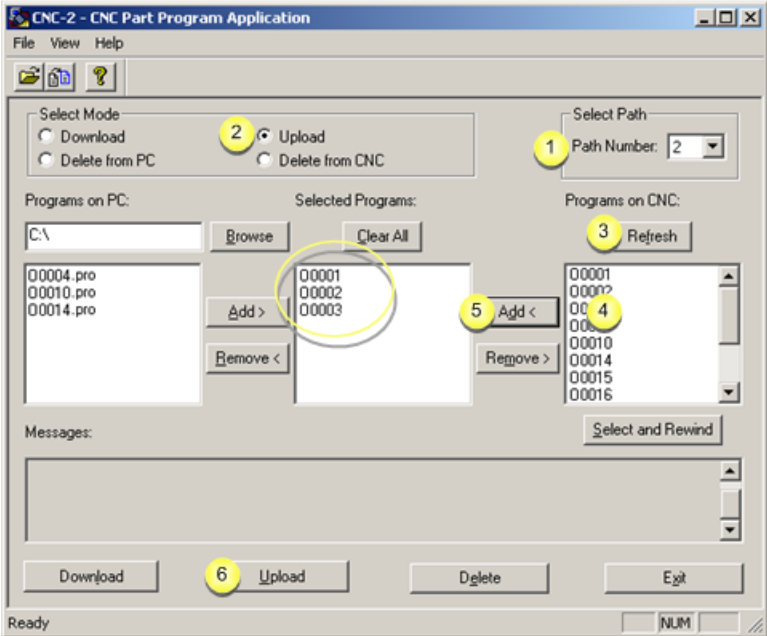 CNC-2 - CNC Part Program Application
File View Help
Select Mode
Download
2
Upload
Delete from PC
Delete from CNC
Select Path
1
Path Number: 2
Programs on PC:
Selected Programs:
Programs on CNC:
C:\
Browse
Clear All
3
Refresh
O0004.pro
O0010.pro
O0014.pro
Add >
Remove <
O0001
O0002
O0003
5
Add <
Remove >
O0001
O0002
4
O0010
O0014
O0015
O0016
Select and Rewind
Messages:
Download
6
Upload
Delete
Exit
Ready
NUM